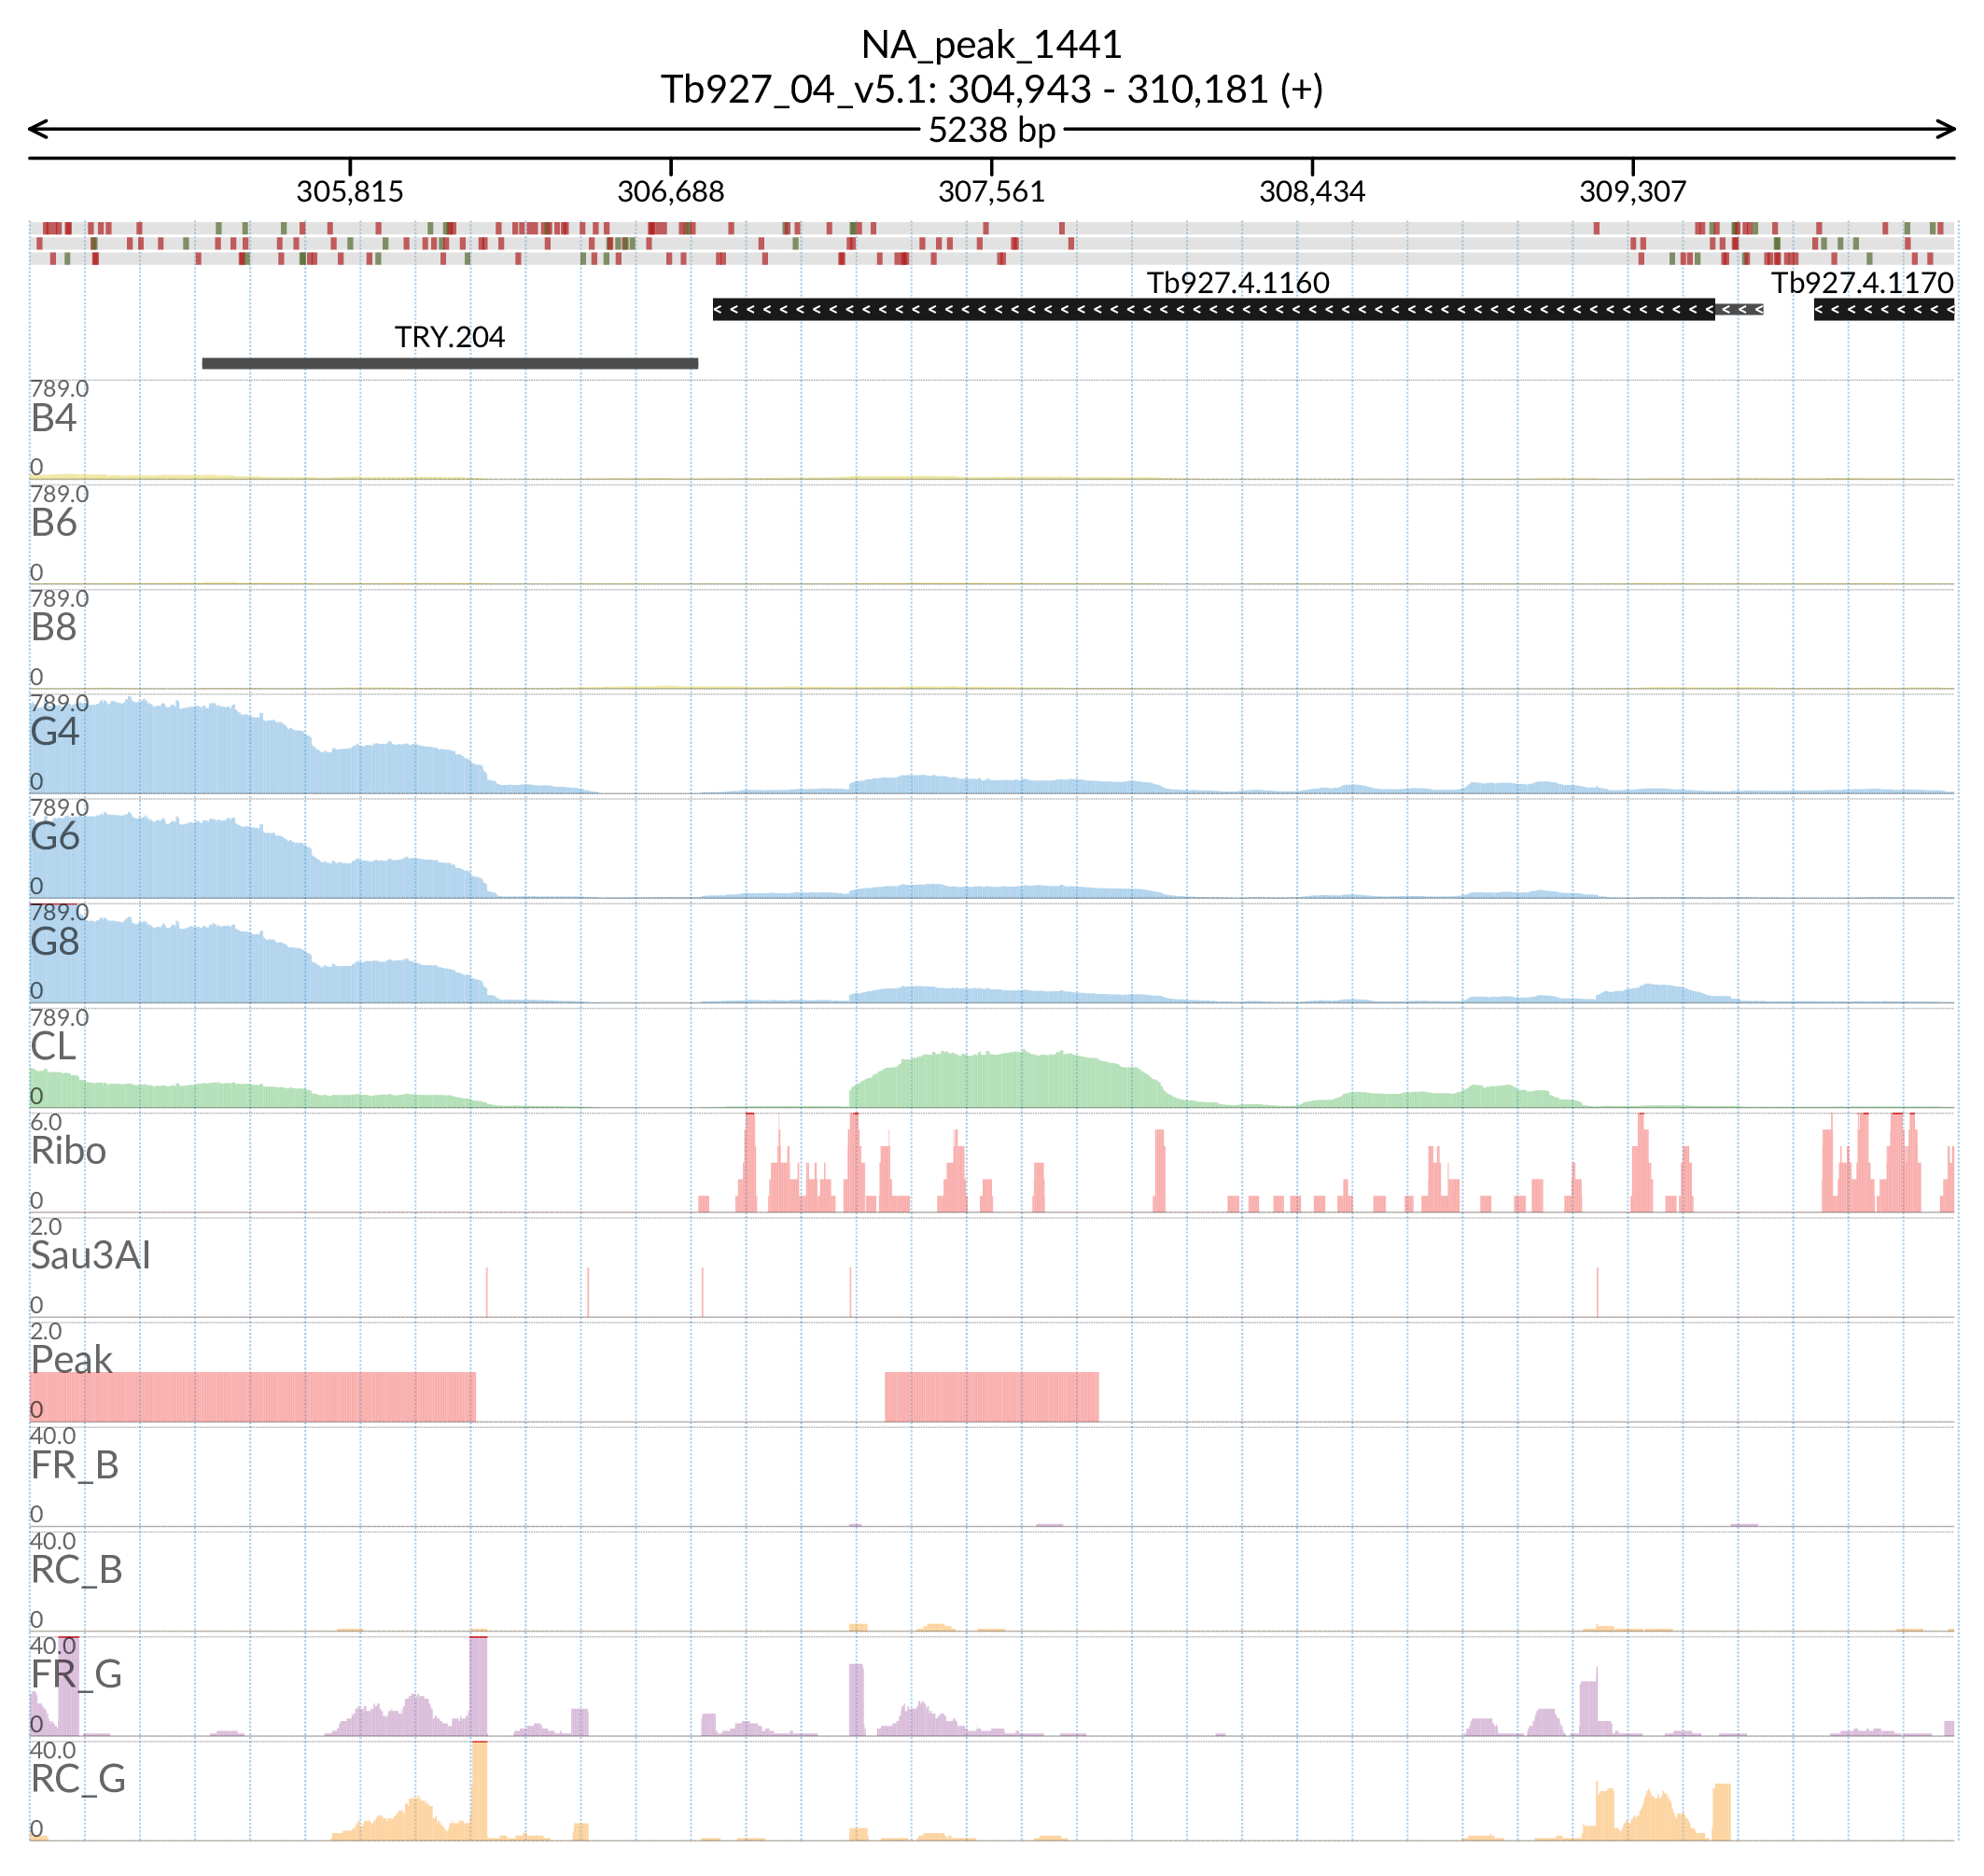 NA_peak_1441
Tb927_04_v5.1: 304,943 - 310,181 (+)
5238 bp
305,815 306,688 307,561 308,434 309,307
Tb927.4.1160 Tb927.4.1170
TRY.204
789.0
B4
0
789.0
B6
0
789.0
B8
0
789.0
G4
0
789.0
G6
0
789.0
G8
0
789.0
CL
0
6.0
Ribo
0
2.0
Sau3AI
0
2.0
Peak
0
40.0
FR_B
0
40.0
RC_B
0
40.0
FR_G
0
40.0
RC_G
0